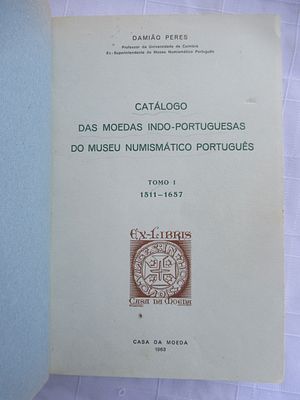 DAMIÃO PERES
Professor da Universidade de Coimbra
Ex-Superintendente do Museu Numismático Português
CATÁLOGO
DAS MOEDAS INDO-PORTUGUESAS
DO MUSEU NUMISMÁTICO PORTUGUÊS
TOMO I
1511-1657
EX-LIBRIS
CASA DA MOEDA
CASA DA MOEDA
1963